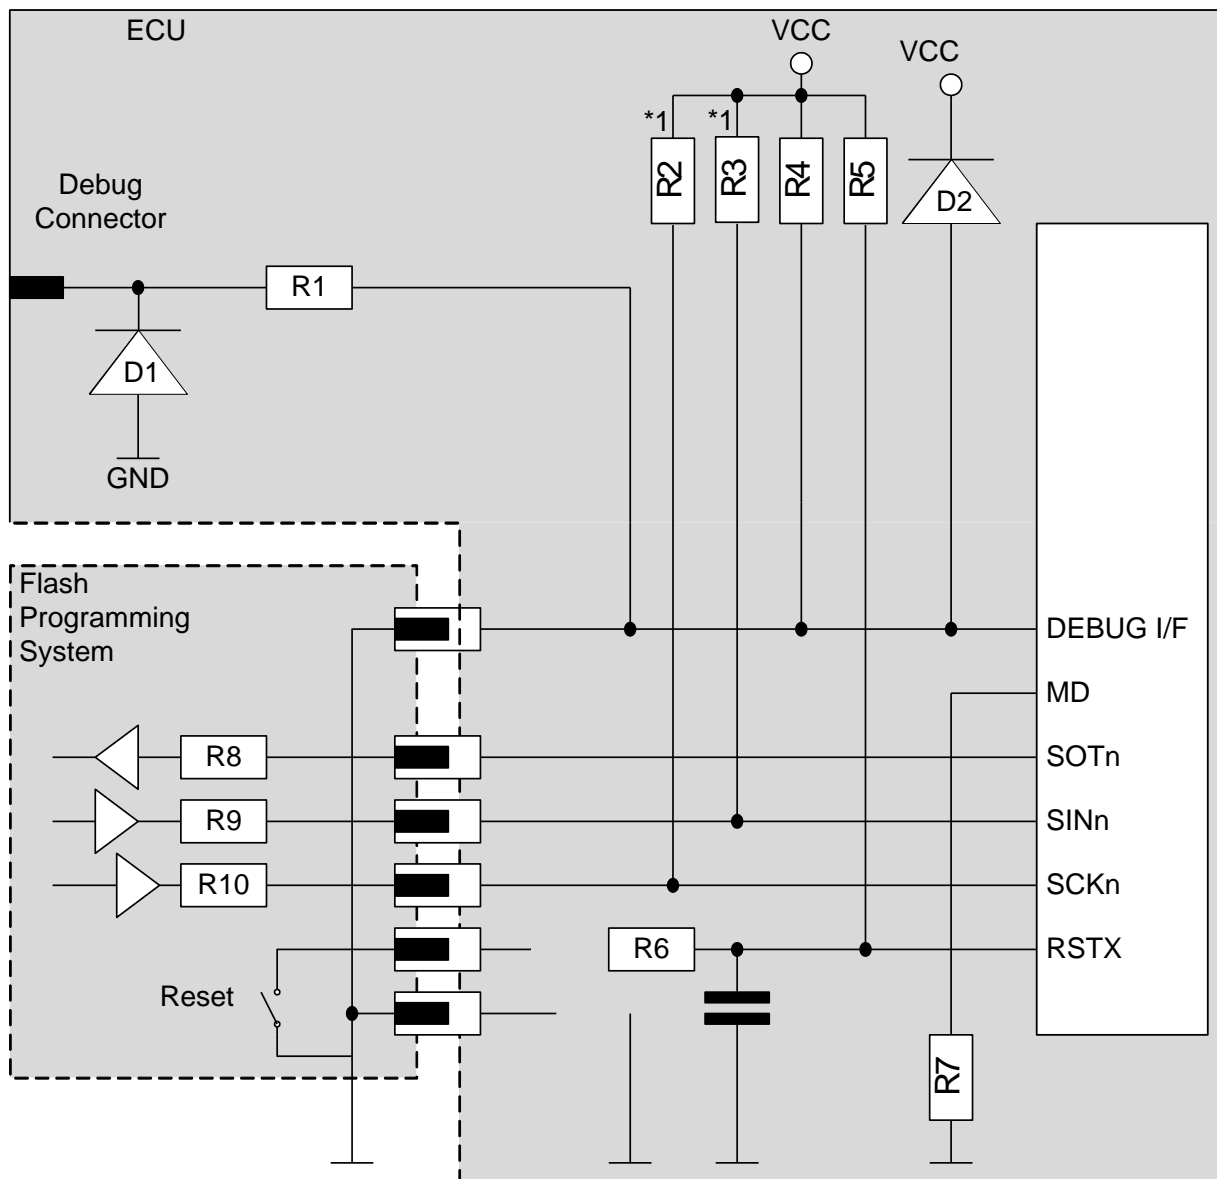 ECU
VCC
VCC
*1
*1
R2
R3
R4
R5
D2
Debug
Connector
R1
D1
GND
Flash
Programming
System
DEBUG I/F
MD
R8
SOTn
R9
SINn
R10
SCKn
R6
RSTX
Reset
R7